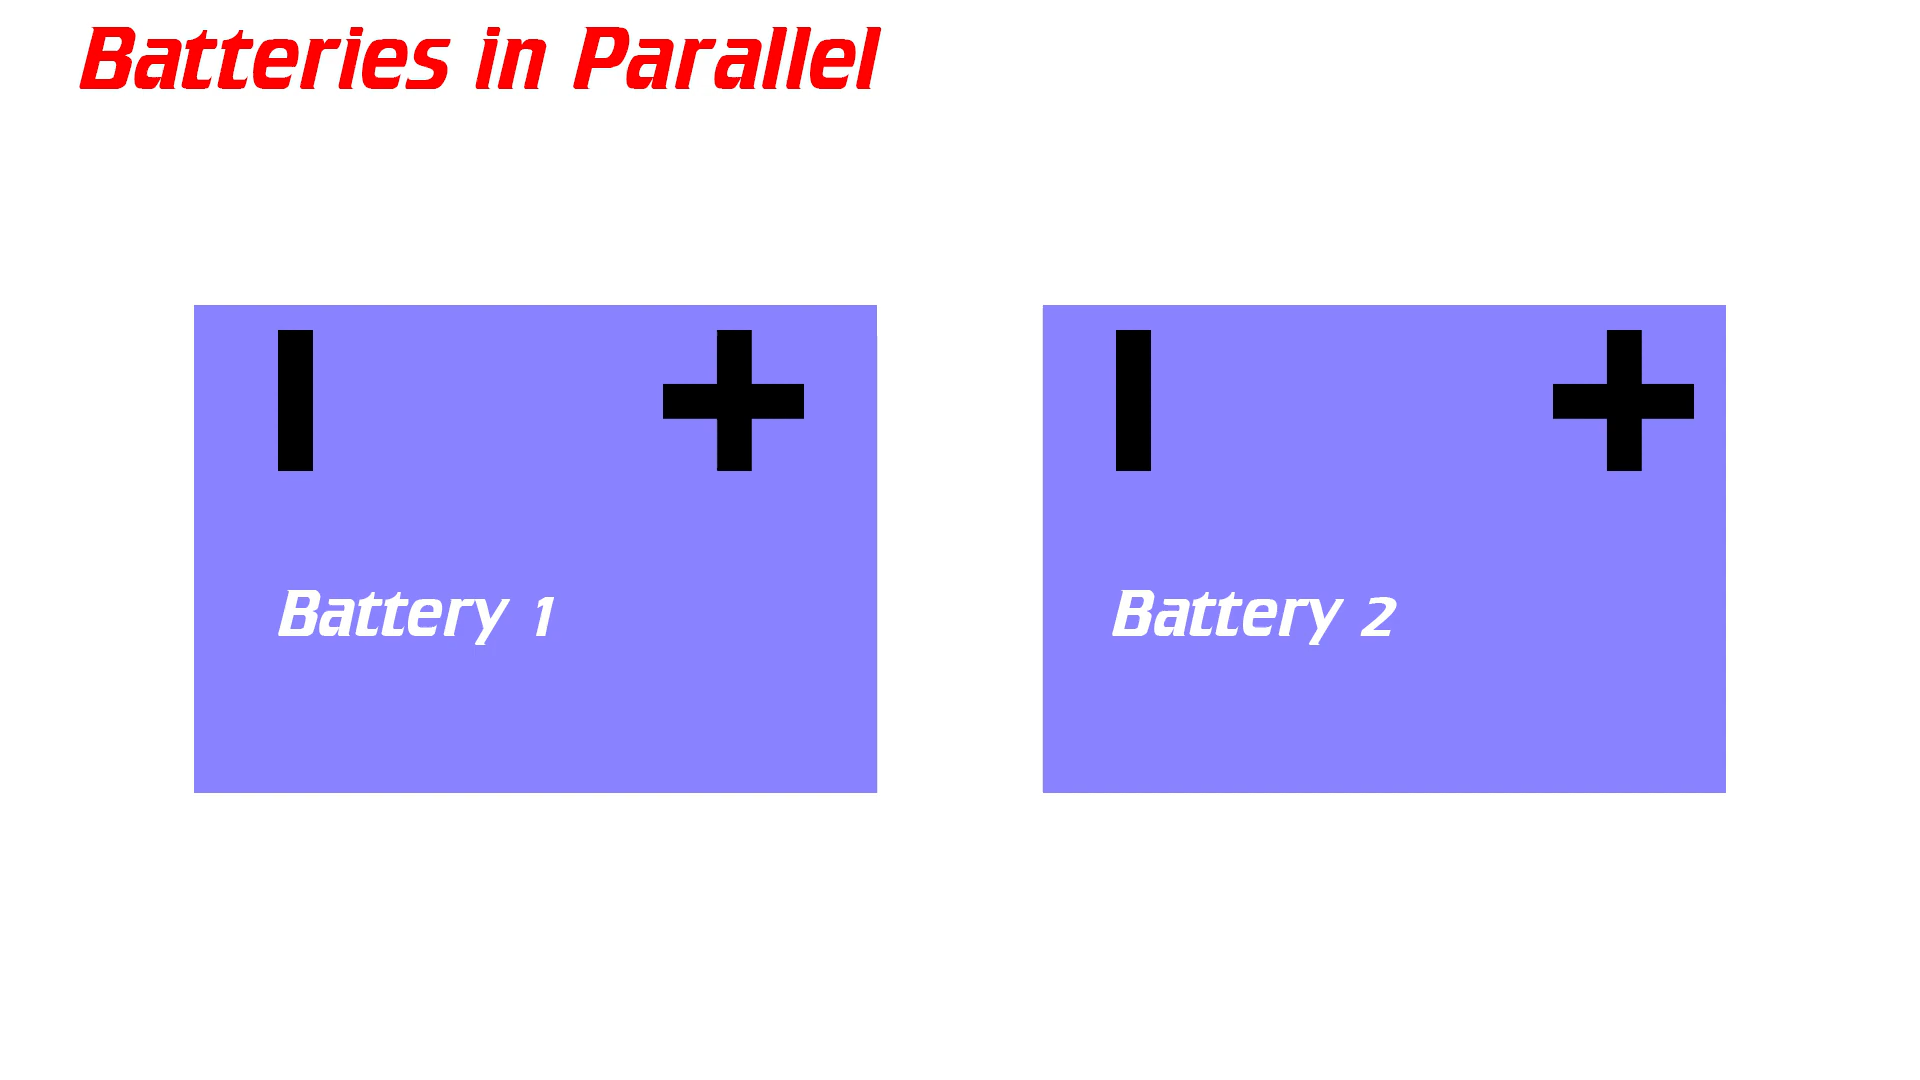 Batteries in Parallel
| + | +
Battery 1 Battery 2